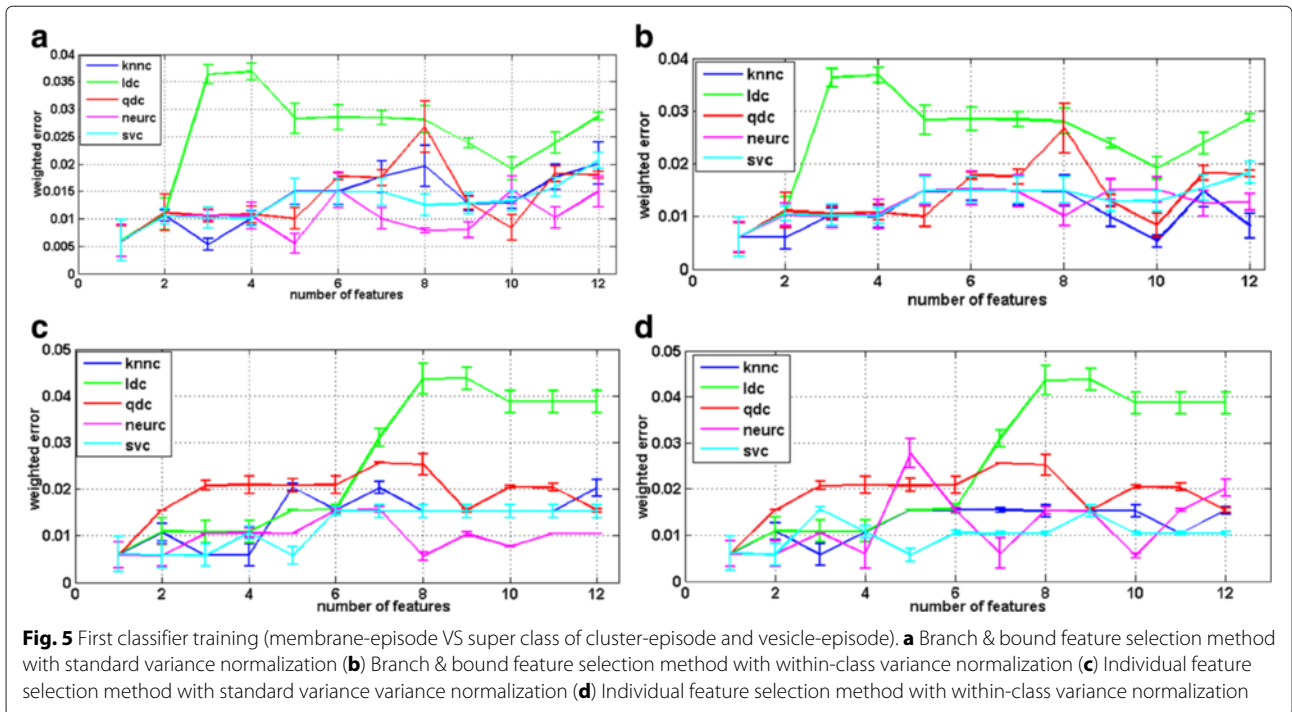 a
0.04
0.035
0.03
0.025
0.02
0.015
0.01
0.005
0
weighted error
knnc
ldc
qdc
neurc
svc
0 2 4 6 8 10 12
number of features
b
0.04
0.03
0.02
0.01
0
weighted error
knnc
ldc
qdc
neurc
svc
0 2 4 6 8 10 12
number of features
c
0.05
0.04
0.03
0.02
0.01
0
weighted error
knnc
ldc
qdc
neurc
svc
0 2 4 6 8 10 12
number of features
d
0.05
0.04
0.03
0.02
0.01
0
weighted error
knnc
ldc
qdc
neurc
svc
0 2 4 6 8 10 12
number of features
Fig. 5 First classifier training (membrane-episode VS super class of cluster-episode and vesicle-episode). a Branch & bound feature selection method
with standard variance normalization (b) Branch & bound feature selection method with within-class variance normalization (c) Individual feature
selection method with standard variance variance normalization (d) Individual feature selection method with within-class variance normalization